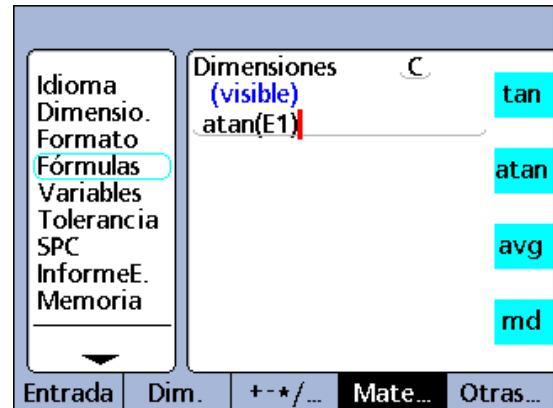 Idioma
Dimensio.
Formato
Fórmulas
Variables
Tolerancia
SPC
InformeE.
Memoria
Dimensiones C
(visible)
atan(E1)
tan
atan
avg
md
Entrada Dim. +-*/... Mate... Otras...